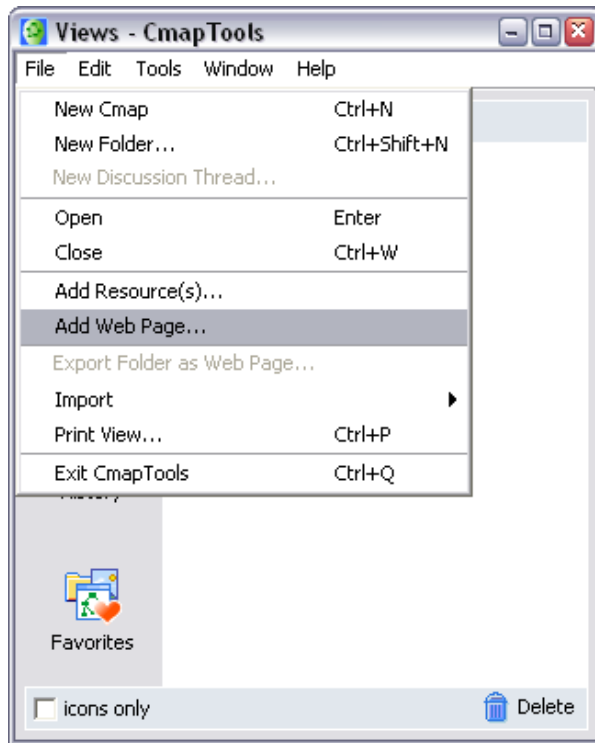 Views - CmapTools
File Edit Tools Window Help
New Cmap Ctrl+N
New Folder... Ctrl+Shift+N
New Discussion Thread...
Open Enter
Close Ctrl+W
Add Resource(s)...
Add Web Page...
Export Folder as Web Page...
Import
Print View... Ctrl+P
Exit CmapTools Ctrl+Q
Favorites
icons only Delete